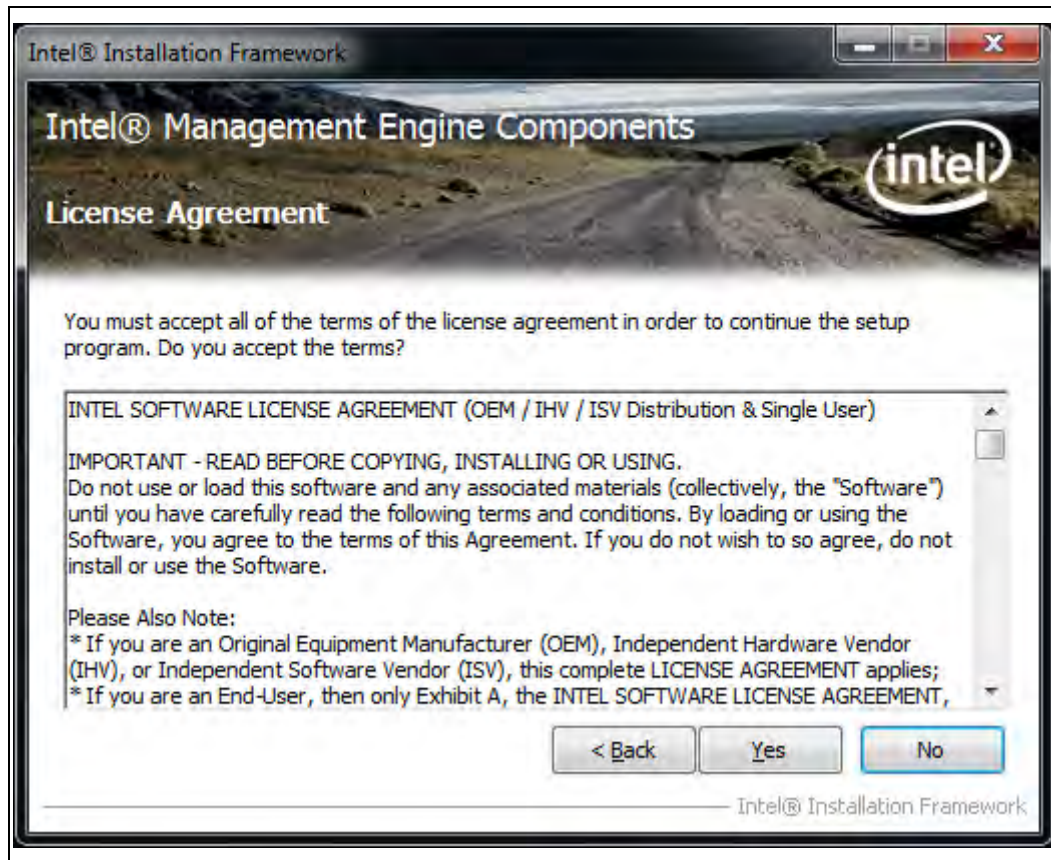 Intel® Installation Framework
Intel® Management Engine Components
intel
License Agreement
You must accept all of the terms of the license agreement in order to continue the setup
program. Do you accept the terms?
INTEL SOFTWARE LICENSE AGREEMENT (OEM / IHV / ISV Distribution & Single User)
IMPORTANT - READ BEFORE COPYING, INSTALLING OR USING.
Do not use or load this software and any associated materials (collectively, the "Software")
until you have carefully read the following terms and conditions. By loading or using the
Software, you agree to the terms of this Agreement. If you do not wish to so agree, do not
install or use the Software.
Please Also Note:
* If you are an Original Equipment Manufacturer (OEM), Independent Hardware Vendor
(IHV), or Independent Software Vendor (ISV), this complete LICENSE AGREEMENT applies;
* If you are an End-User, then only Exhibit A, the INTEL SOFTWARE LICENSE AGREEMENT,
< Back Yes No
Intel® Installation Framework